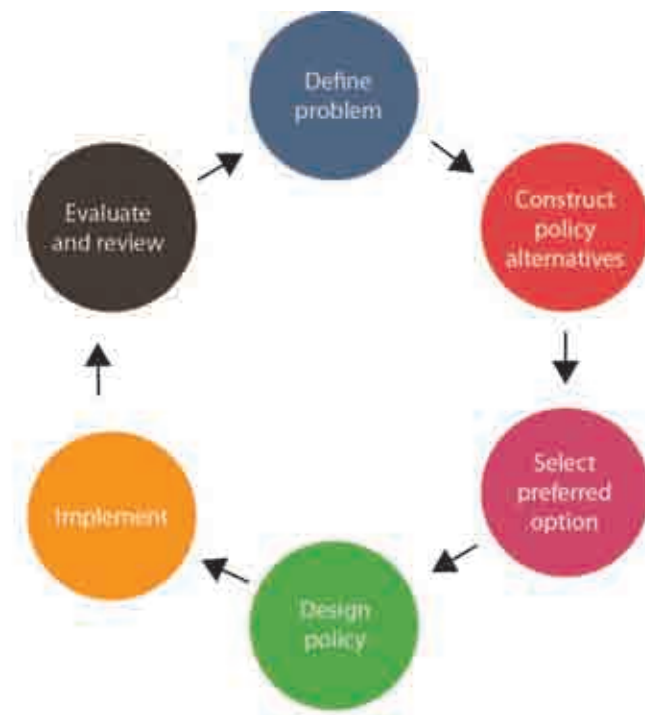 Define
problem
Construct
policy
alternatives
Select
preferred
option
Design
policy
Implement
Evaluate
and review